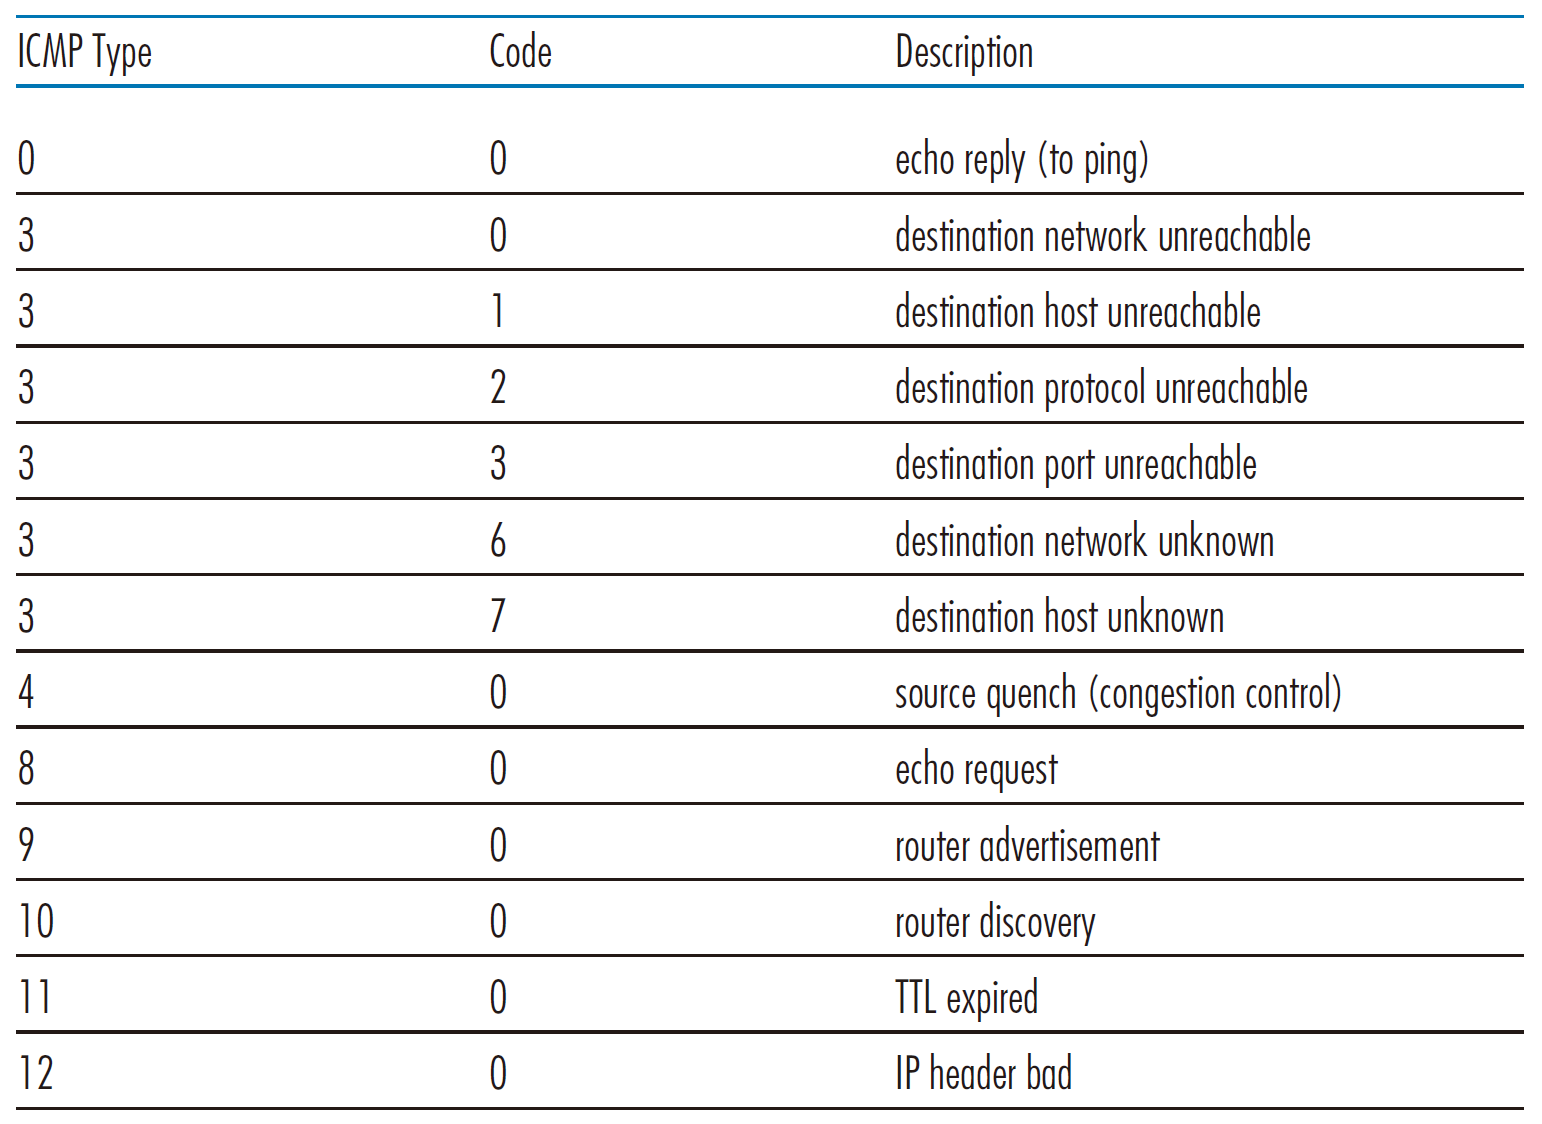 ICMP Type Code Description
0 0 echo reply (to ping)
3 0 destination network unreachable
3 1 destination host unreachable
3 2 destination protocol unreachable
3 3 destination port unreachable
3 6 destination network unknown
3 7 destination host unknown
4 0 source quench (congestion control)
8 0 echo request
9 0 router advertisement
10 0 router discovery
11 0 TTL expired
12 0 IP header bad